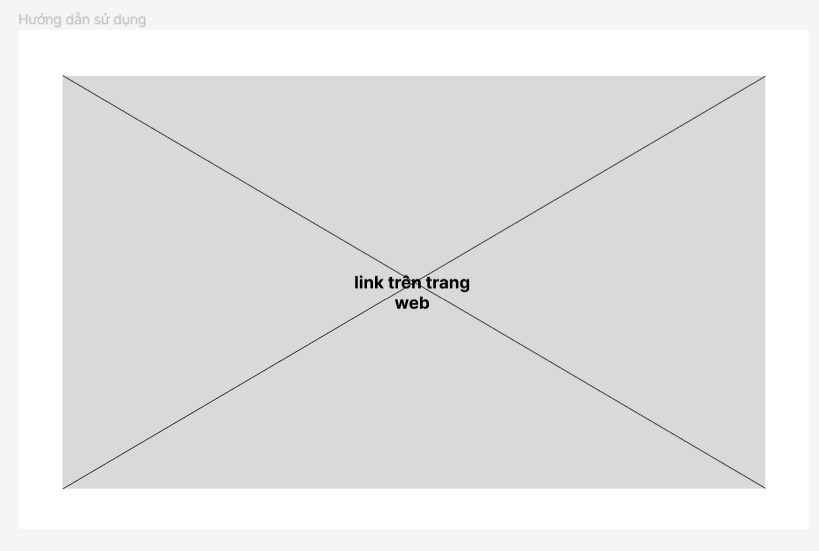 Hướng dẫn sử dụng
link trên trang
web